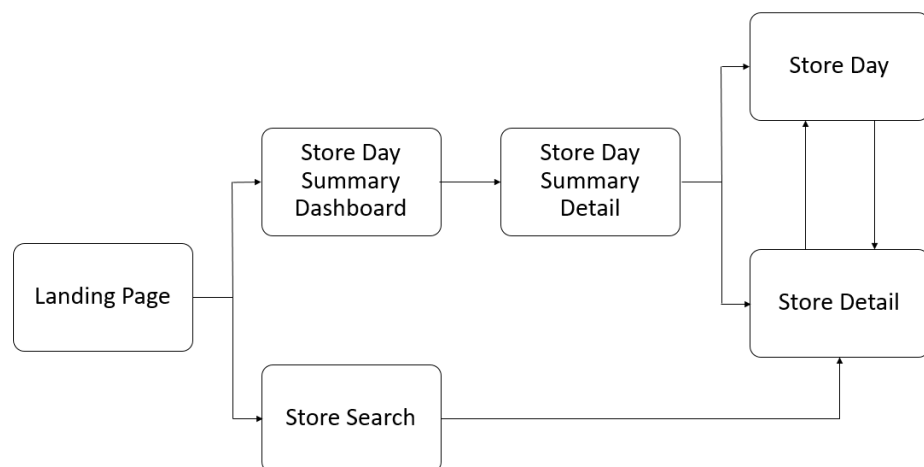 Store Day
Store Day
Summary
Dashboard
Store Day
Summary
Detail
Landing Page
Store Detail
Store Search